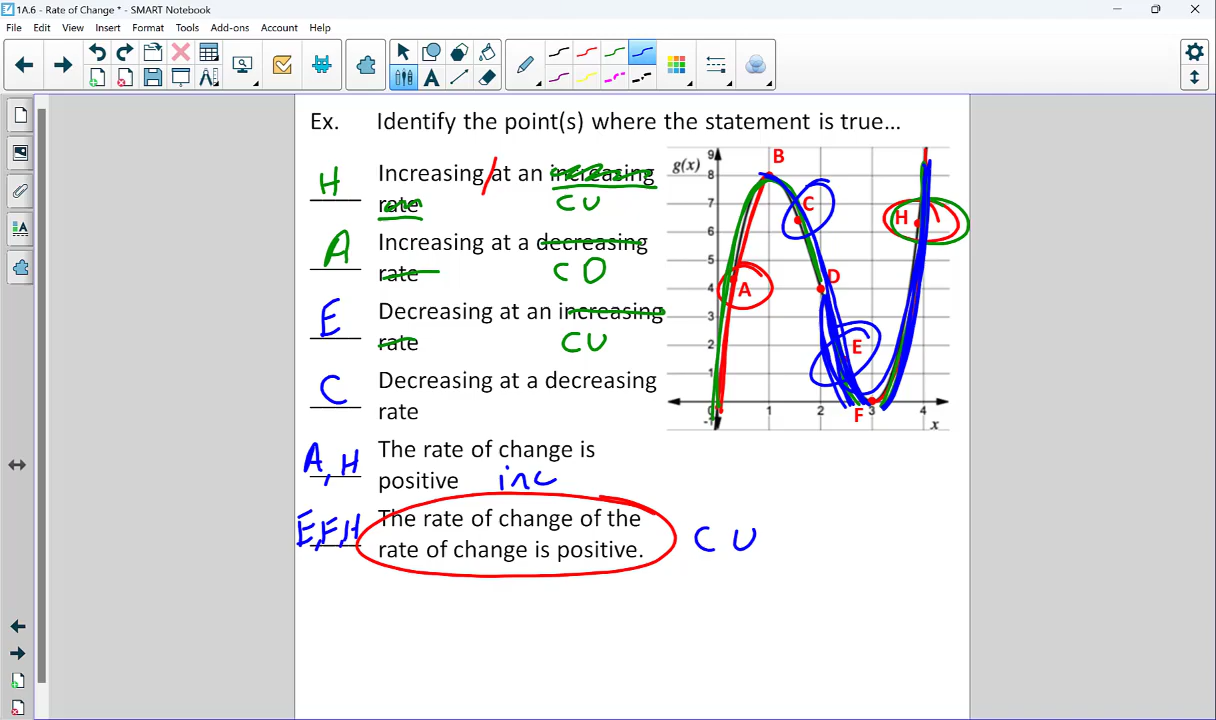 1A.6 - Rate of Change * - SMART Notebook
File Edit View Insert Format Tools Add-ons Account Help
Ex. Identify the point(s) where the statement is true...
H Increasing at an increasing
rate CU
A Increasing at a decreasing
rate CD
E Decreasing at an increasing
rate CU
C Decreasing at a decreasing
rate
A, H The rate of change is
positive inc
E, F, H The rate of change of the
rate of change is positive. CU
g(x) 9 B
8
7 C H
6
5 D
4 A
3
2 E
1
0 1 2 3 4
-1 F x